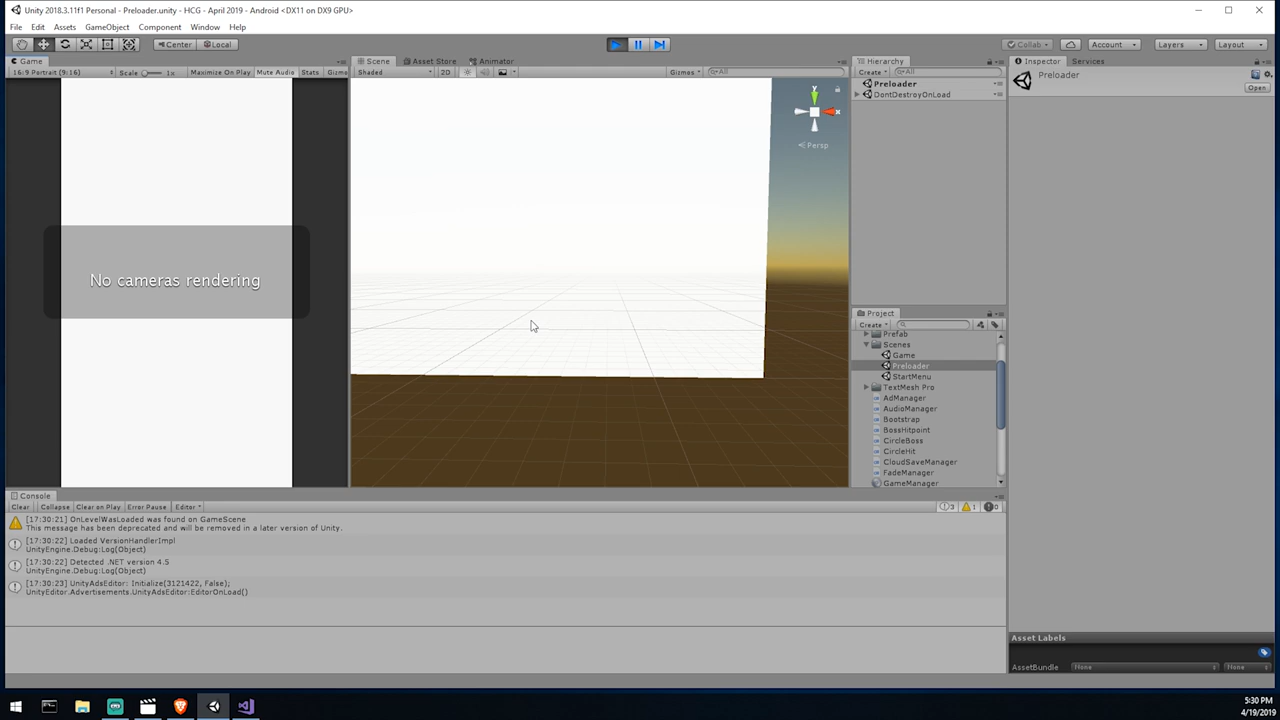 Unity 2018.3.11f1 Personal - Preloader.unity - HCG - April 2019 - Android <DX11 on DX9 GPU>
File Edit Assets GameObject Component Window Help
Center Local Collab Account Layers Layout
Game Scene Asset Store Animator Hierarchy Inspector Services
16:9 Portrait (9:16) Scale 1x Maximize On Play Mute Audio Stats Gizmo Shaded 2D Gizmos All Create All Preloader
Preloader Open
DontDestroyOnLoad
y
x
Persp
No cameras rendering
Project
Create
Prefab
Scenes
Game
Preloader
StartMenu
TextMesh Pro
AdManager
AudioManager
Bootstrap
BossHitpoint
CircleBoss
CircleHit
CloudSaveManager
FadeManager
GameManager
Console
Clear Collapse Clear on Play Error Pause Editor 3 1 0
[17:30:21] OnLevelWasLoaded was found on GameScene
This message has been deprecated and will be removed in a later version of Unity.
[17:30:22] Loaded VersionHandlerImpl
UnityEngine.Debug:Log(Object)
[17:30:22] Detected .NET version 4.5
UnityEngine.Debug:Log(Object)
[17:30:23] UnityAdsEditor: Initialize(3121422, False);
UnityEditor.Advertisements.UnityAdsEditor:EditorOnLoad()
Asset Labels
AssetBundle None None
5:30 PM
4/19/2019